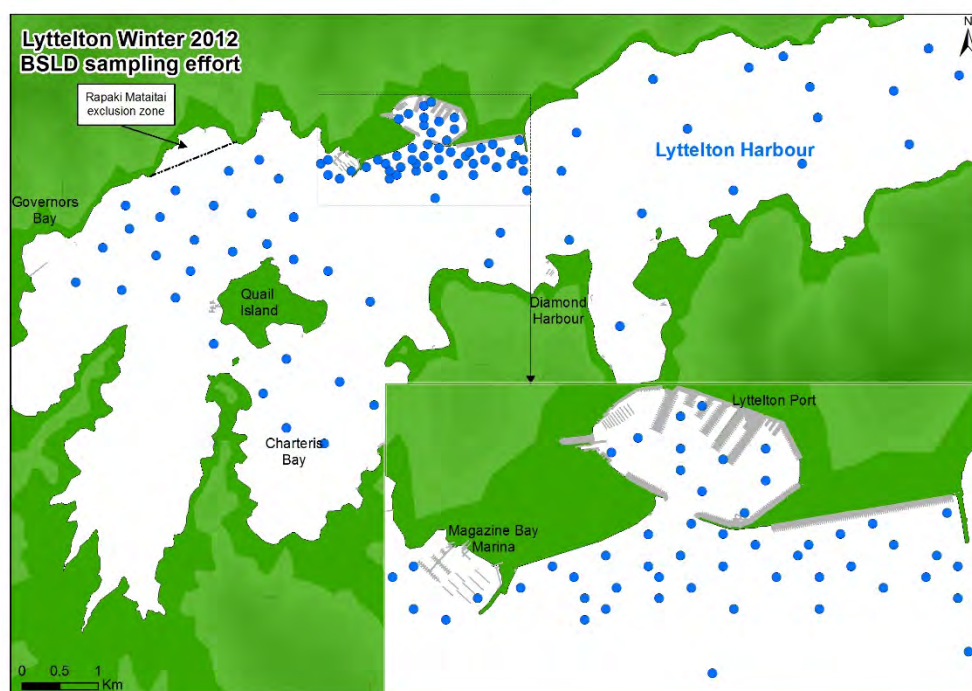 Lyttelton Winter 2012
BSLD sampling effort
N
Rapaki Mataitai
exclusion zone
Lyttelton Harbour
Governors
Bay
Quail
Island
Diamond
Harbour
Charteris
Bay
Lyttelton Port
Magazine Bay
Marina
0 0.5 1
Km